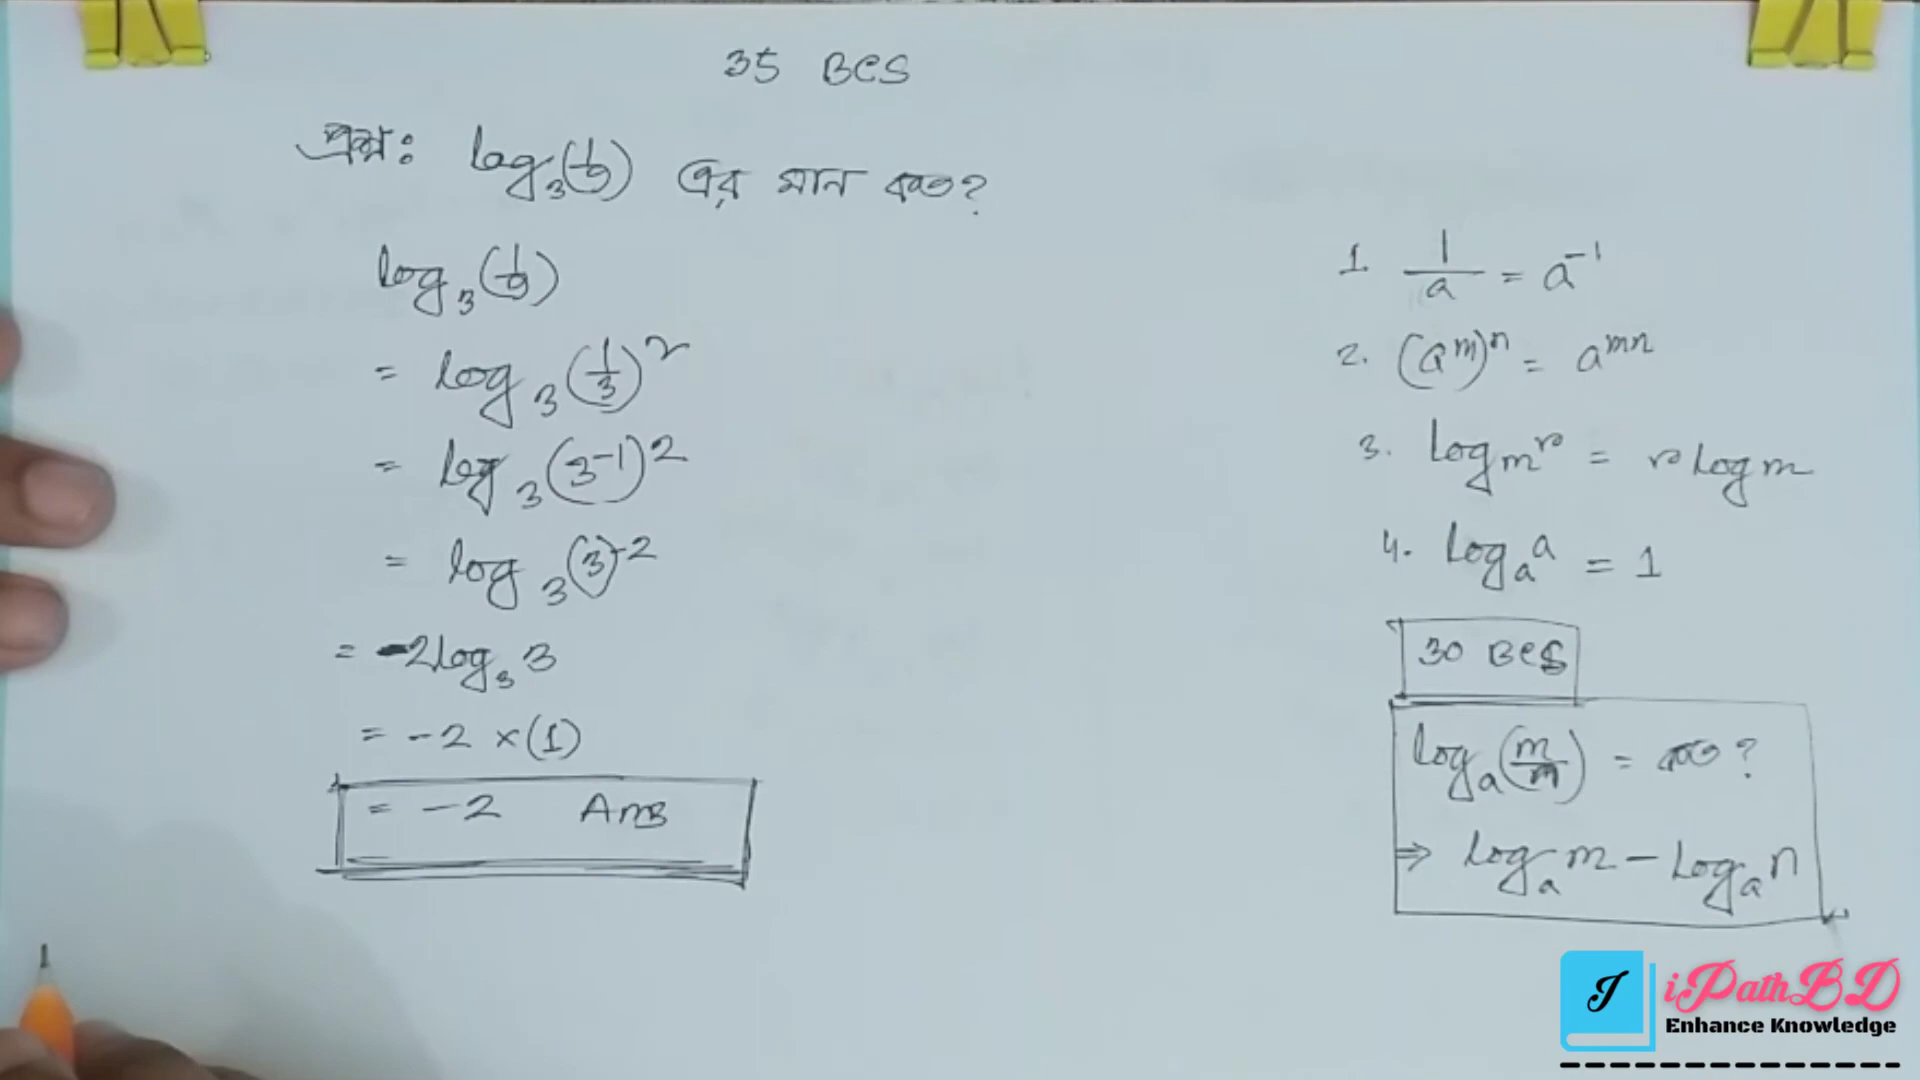 35 BCS
প্রশ্ন: log₃(1/9) এর মান কত?
log₃(1/9)
= log₃(1/3)²
= log₃(3⁻¹)²
= log₃(3)⁻²
= -2log₃3
= -2 ×(1)
= -2 Ans
1. 1/a = a⁻¹
2. (aᵐ)ⁿ = aᵐⁿ
3. log mʳ = r log m
4. logₐa = 1
30 BCS
logₐ(m/n) = কত?
⇒ logₐm – logₐn
J iPathBD
Enhance Knowledge